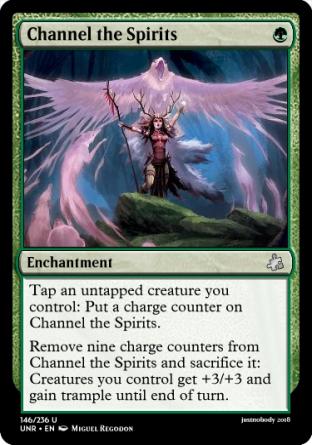 Channel the Spirits
Enchantment
Tap an untapped creature you
control: Put a charge counter on
Channel the Spirits.
Remove nine charge counters from
Channel the Spirits and sacrifice it:
Creatures you control get +3/+3 and
gain trample until end of turn.
146/236 U
UNR • EN Miguel Regodon
justnobody 2018